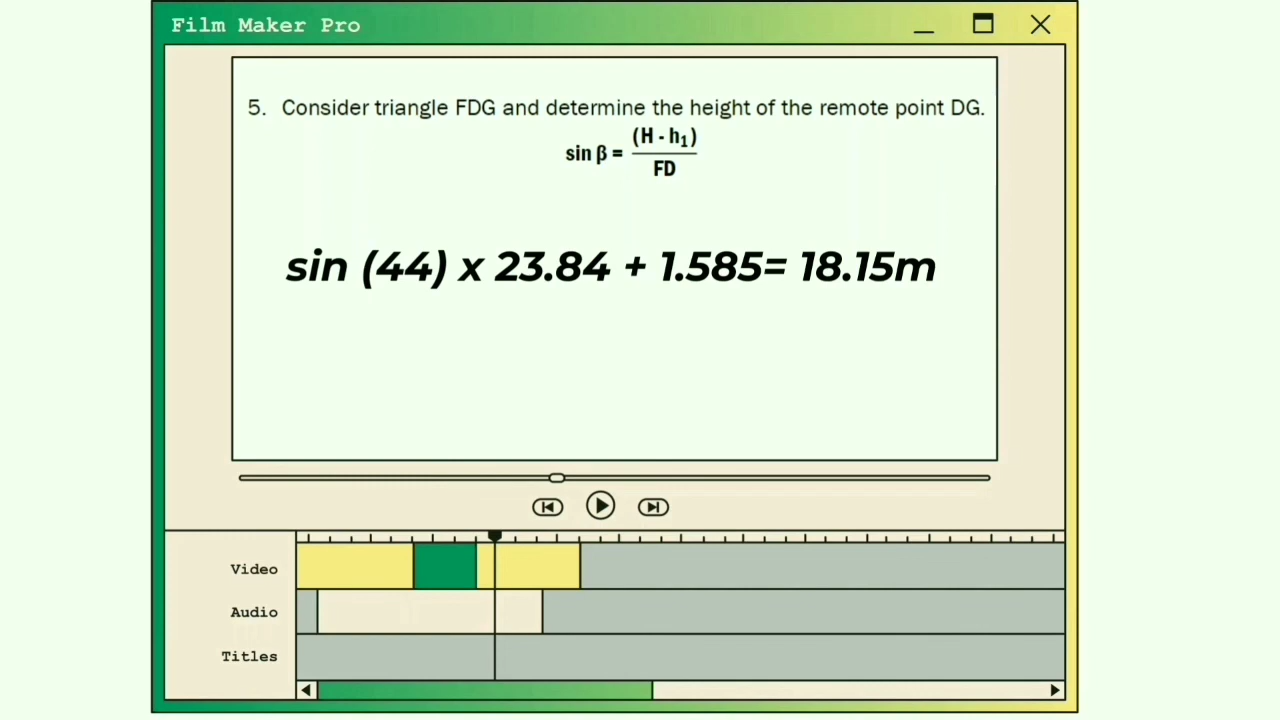 Film Maker Pro
5. Consider triangle FDG and determine the height of the remote point DG.
sin β = (H - h₁)
FD
sin (44) x 23.84 + 1.585= 18.15m
Video
Audio
Titles